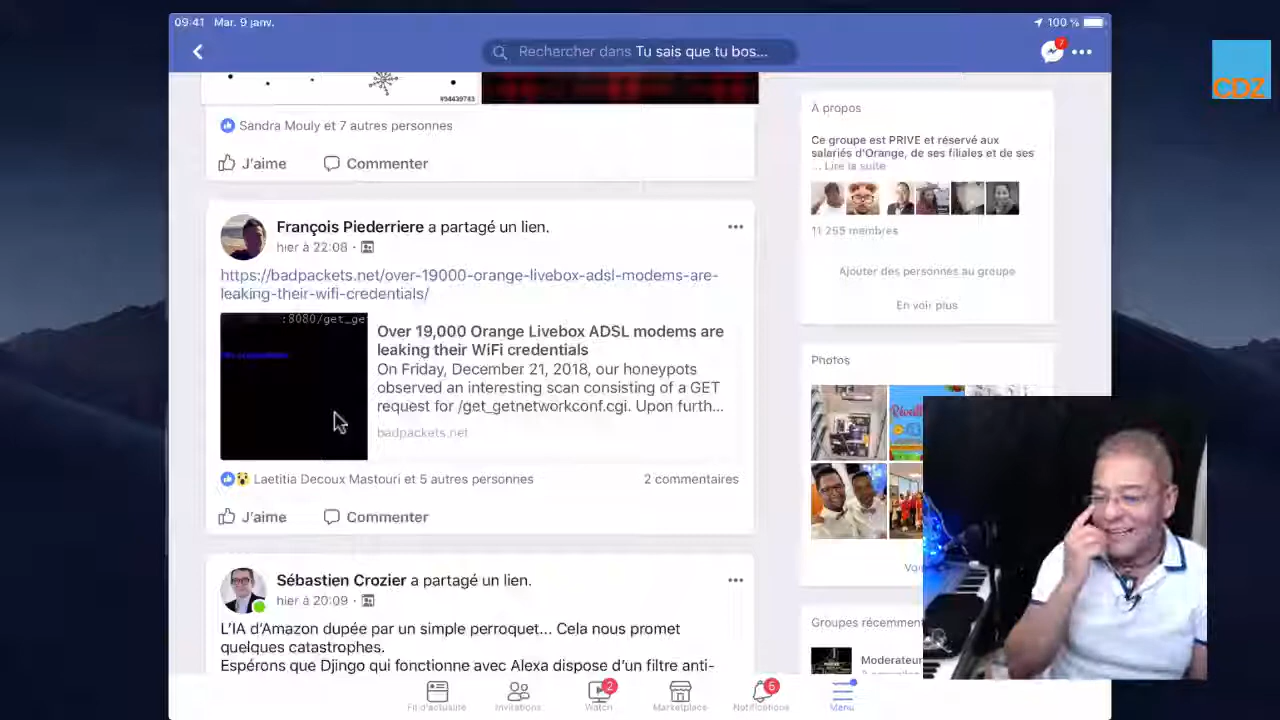 09:41 Mar. 9 janv.
100 %
Rechercher dans Tu sais que tu bos...
7
CDZ
#94439783
Sandra Mouly et 7 autres personnes
J'aime
Commenter
François Piederriere a partagé un lien.
hier à 22:08 ·
https://badpackets.net/over-19000-orange-livebox-adsl-modems-are-
leaking-their-wifi-credentials/
:8080/get_ge
Over 19,000 Orange Livebox ADSL modems are
leaking their WiFi credentials
On Friday, December 21, 2018, our honeypots
observed an interesting scan consisting of a GET
request for /get_getnetworkconf.cgi. Upon furth...
badpackets.net
Laetitia Decoux Mastouri et 5 autres personnes
2 commentaires
J'aime
Commenter
Sébastien Crozier a partagé un lien.
hier à 20:09 ·
L'IA d'Amazon dupée par un simple perroquet... Cela nous promet
quelques catastrophes.
Espérons que Djingo qui fonctionne avec Alexa dispose d'un filtre anti-
À propos
Ce groupe est PRIVE et réservé aux
salariés d'Orange, de ses filiales et de ses
... Lire la suite
11 255 membres
Ajouter des personnes au groupe
En voir plus
Photos
Groupes récemment
Moderateur
Fil d'actualité
Invitations
2
Watch
Marketplace
5
Notifications
Menu